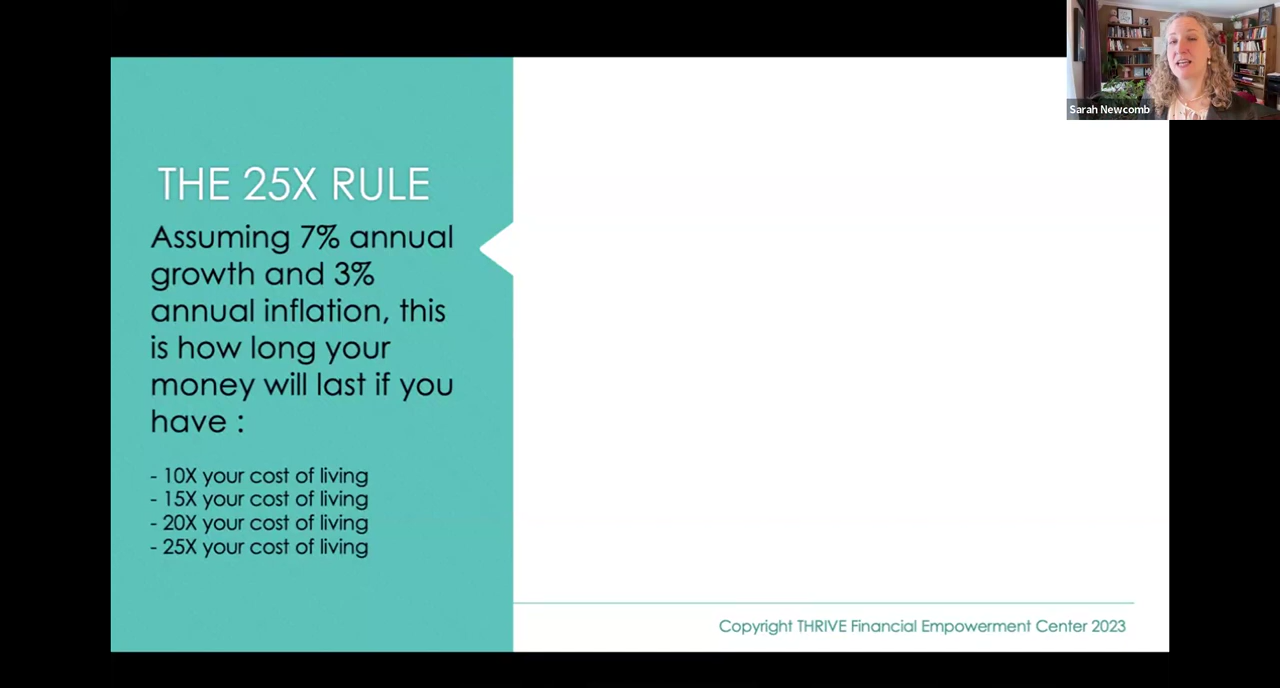 Sarah Newcomb
THE 25X RULE
Assuming 7% annual
growth and 3%
annual inflation, this
is how long your
money will last if you
have :
- 10X your cost of living
- 15X your cost of living
- 20X your cost of living
- 25X your cost of living
Copyright THRIVE Financial Empowerment Center 2023